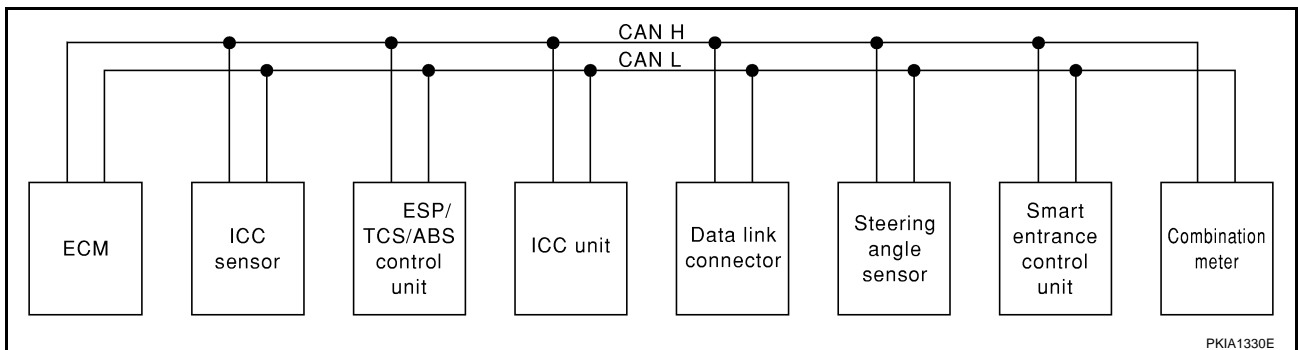 CAN H
CAN L
ECM
ICC
sensor
ESP/
TCS/ABS
control
unit
ICC unit
Data link
connector
Steering
angle
sensor
Smart
entrance
control
unit
Combination
meter
PKIA1330E